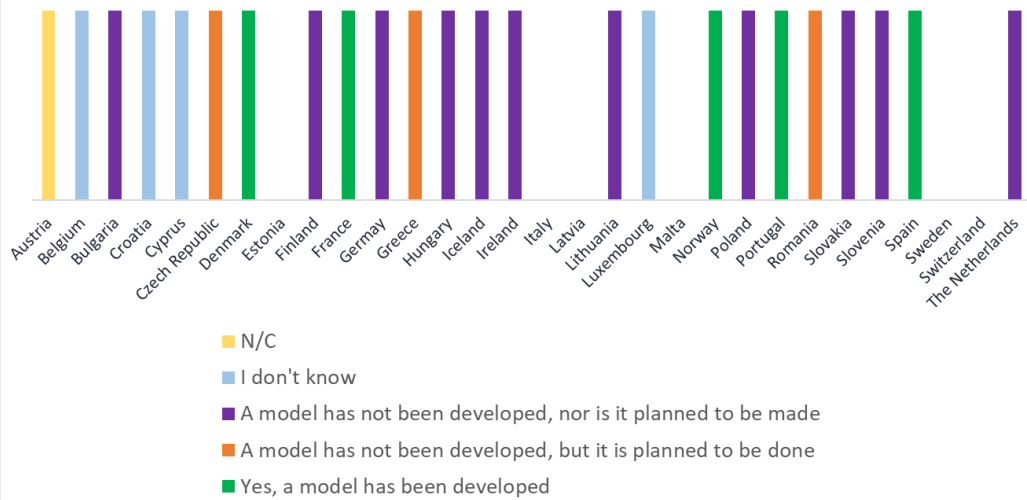 Austria
Belgium
Bulgaria
Croatia
Cyprus
Czech Republic
Denmark
Estonia
Finland
France
Germay
Greece
Hungary
Iceland
Ireland
Italy
Latvia
Lithuania
Luxembourg
Malta
Norway
Poland
Portugal
Romania
Slovakia
Slovenia
Spain
Sweden
Switzerland
The Netherlands
N/C
I don't know
A model has not been developed, nor is it planned to be made
A model has not been developed, but it is planned to be done
Yes, a model has been developed